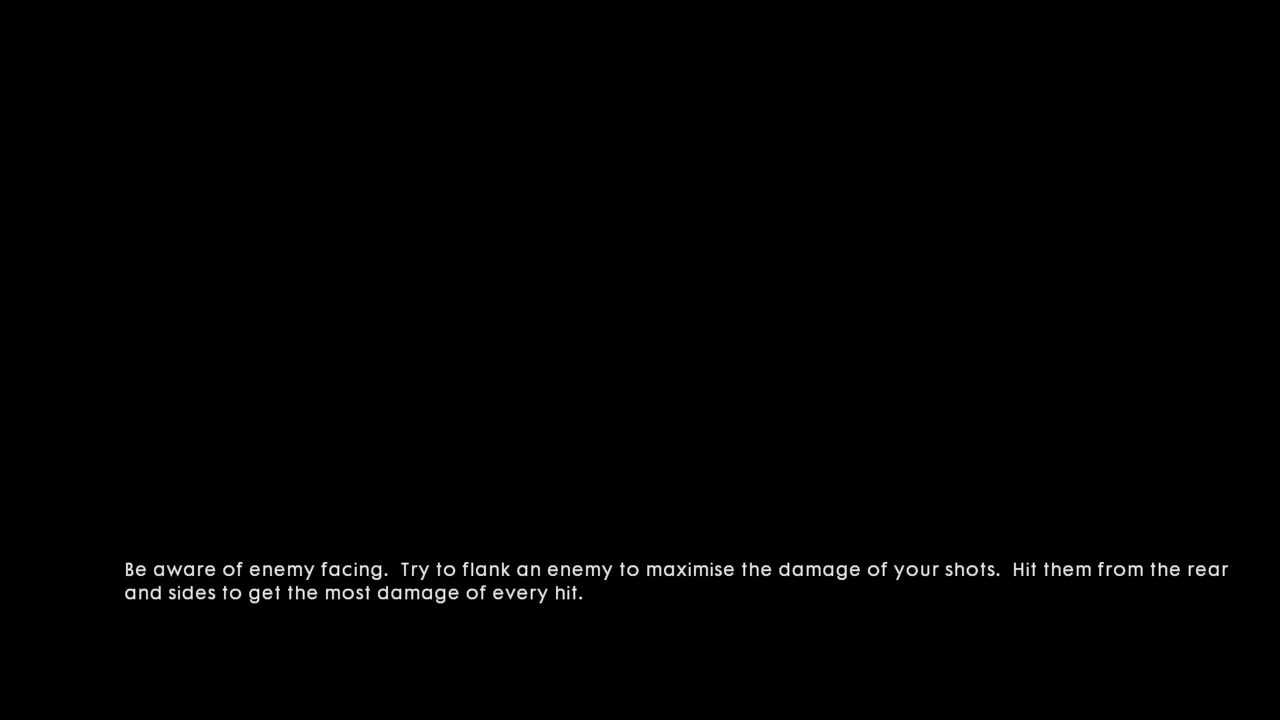 Be aware of enemy facing.  Try to flank an enemy to maximise the damage of your shots.  Hit them from the rear
and sides to get the most damage of every hit.